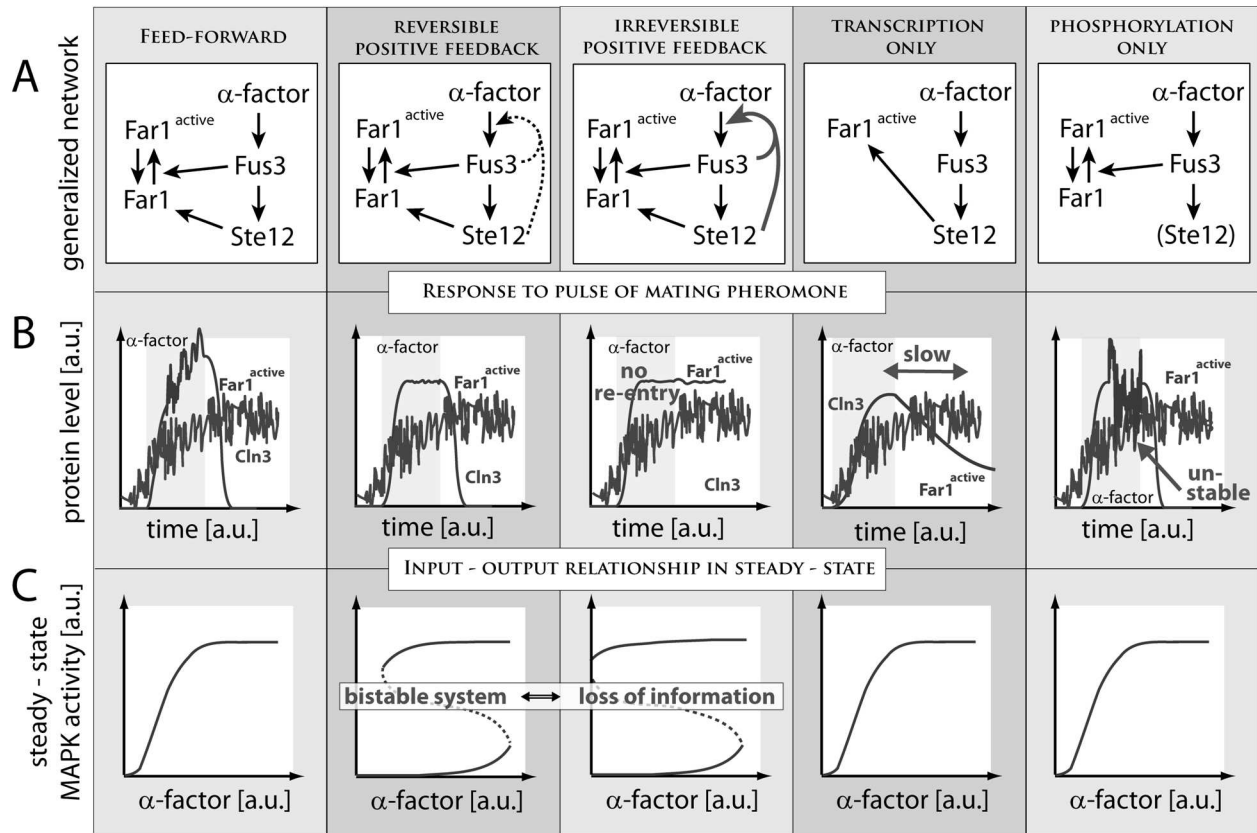 FEED-FORWARD
REVERSIBLE
POSITIVE FEEDBACK
IRREVERSIBLE
POSITIVE FEEDBACK
TRANSCRIPTION
ONLY
PHOSPHORYLATION
ONLY
A
generalized network
α-factor
Far1 active
Fus3
Far1
Ste12
α-factor
Far1 active
Fus3
Far1
Ste12
α-factor
Far1 active
Fus3
Far1
Ste12
α-factor
Far1 active
Fus3
Ste12
α-factor
Far1 active
Fus3
Far1
(Ste12)
RESPONSE TO PULSE OF MATING PHEROMONE
B
protein level [a.u.]
α-factor
Far1 active
Cln3
time [a.u.]
α-factor
Far1 active
Cln3
time [a.u.]
α-factor
no
re-entry
Far1 active
Cln3
time [a.u.]
α-factor
slow
Cln3
Far1 active
time [a.u.]
Far1 active
un-
stable
α-factor
time [a.u.]
INPUT - OUTPUT RELATIONSHIP IN STEADY - STATE
C
steady - state
MAPK activity [a.u.]
bistable system
loss of information
α-factor [a.u.]
α-factor [a.u.]
α-factor [a.u.]
α-factor [a.u.]
α-factor [a.u.]